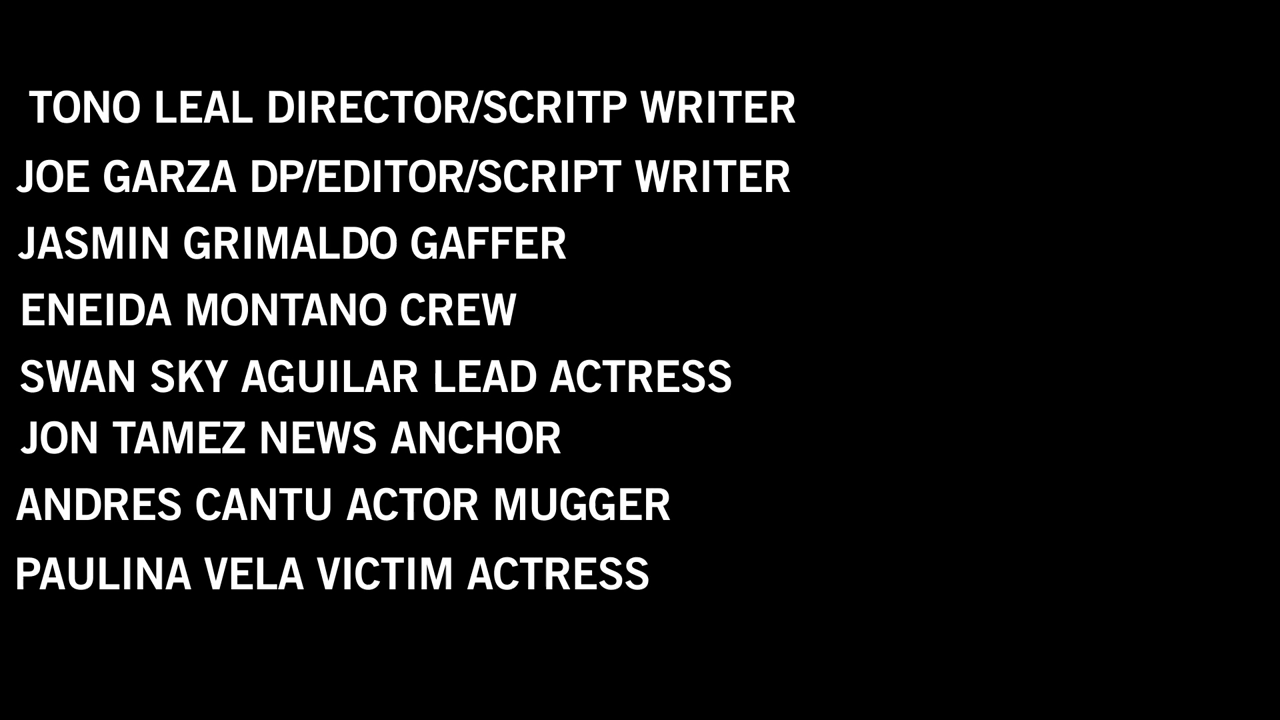 TONO LEAL DIRECTOR/SCRITP WRITER
JOE GARZA DP/EDITOR/SCRIPT WRITER
JASMIN GRIMALDO GAFFER
ENEIDA MONTANO CREW
SWAN SKY AGUILAR LEAD ACTRESS
JON TAMEZ NEWS ANCHOR
ANDRES CANTU ACTOR MUGGER
PAULINA VELA VICTIM ACTRESS